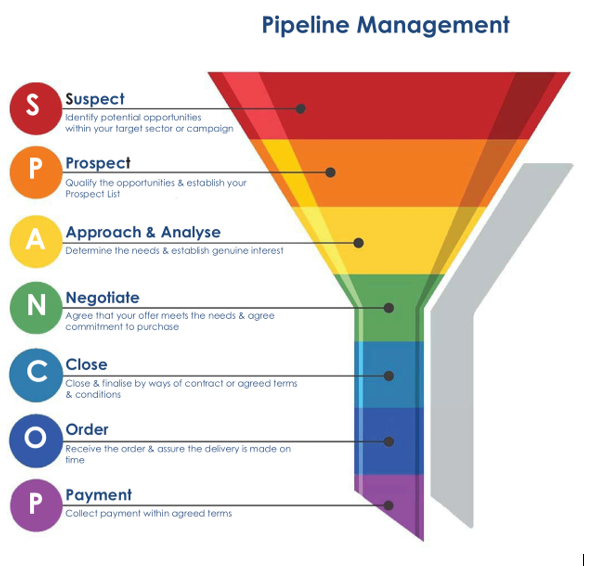 Pipeline Management
S
Suspect
Identify potential opportunities
within your target sector or campaign
P
Prospect
Qualify the opportunities & establish your
Prospect List
A
Approach & Analyse
Determine the needs & establish genuine interest
N
Negotiate
Agree that your offer meets the needs & agree
commitment to purchase
C
Close
Close & finalise by ways of contract or agreed terms
& conditions
O
Order
Receive the order & assure the delivery is made on
time
P
Payment
Collect payment within agreed terms